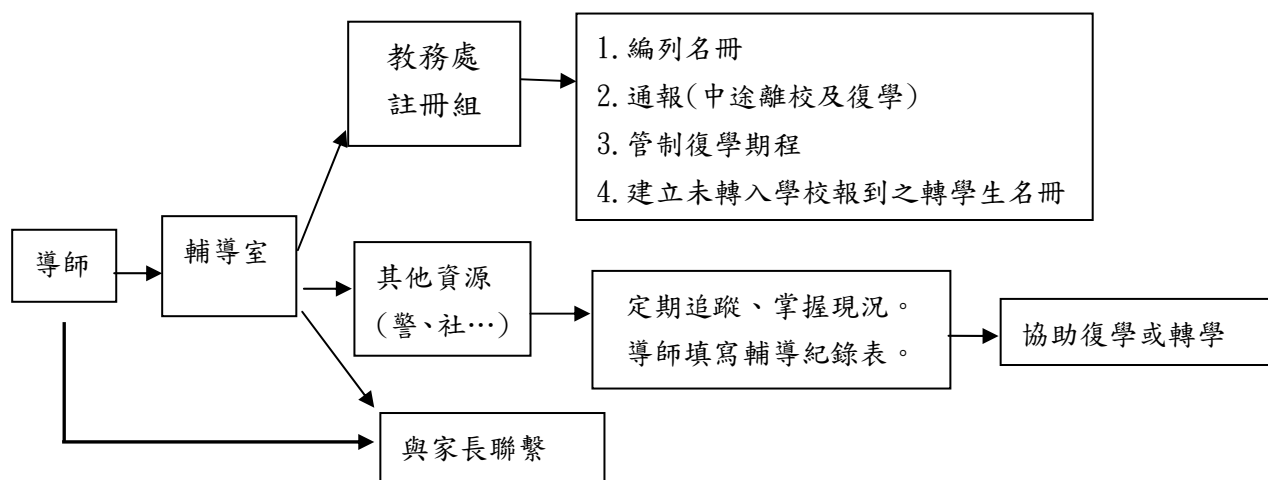 教務處
註冊組
1.編列名冊
2.通報(中途離校及復學)
3.管制復學期程
4.建立未轉入學校報到之轉學生名冊
導師
輔導室
其他資源
(警、社…)
定期追蹤、掌握現況。
導師填寫輔導紀錄表。
協助復學或轉學
與家長聯繫